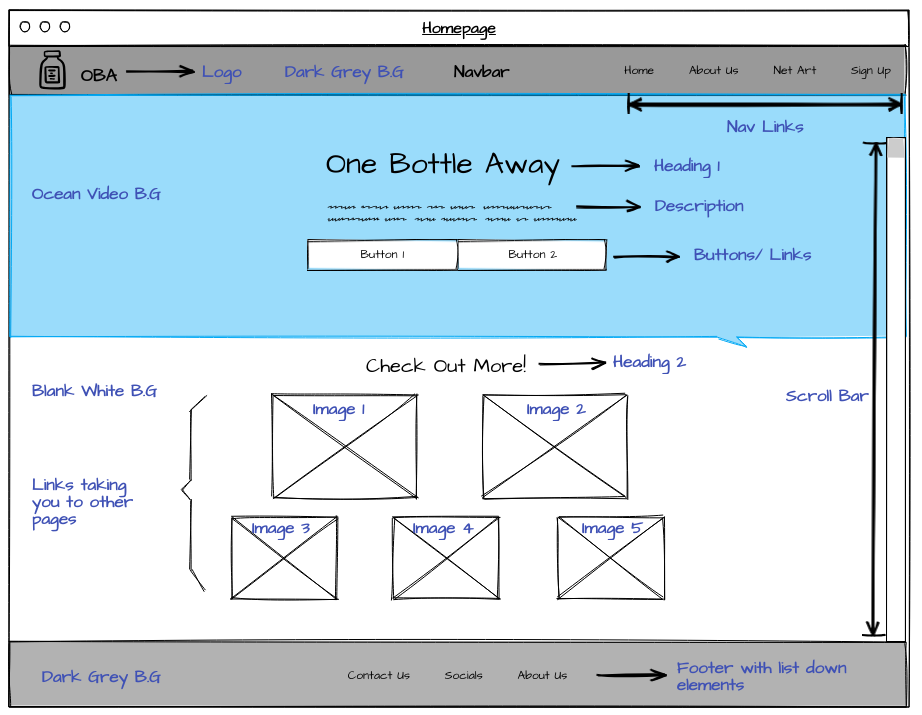 Homepage
OBA
Logo
Dark Grey B.G
Navbar
Home
About Us
Net Art
Sign Up
Nav Links
One Bottle Away
Heading 1
Ocean Video B.G
Description
Button 1
Button 2
Buttons/ Links
Check Out More!
Heading 2
Blank White B.G
Scroll Bar
Image 1
Image 2
Links taking
you to other
pages
Image 3
Image 4
Image 5
Dark Grey B.G
Contact Us
Socials
About Us
Footer with list down
elements